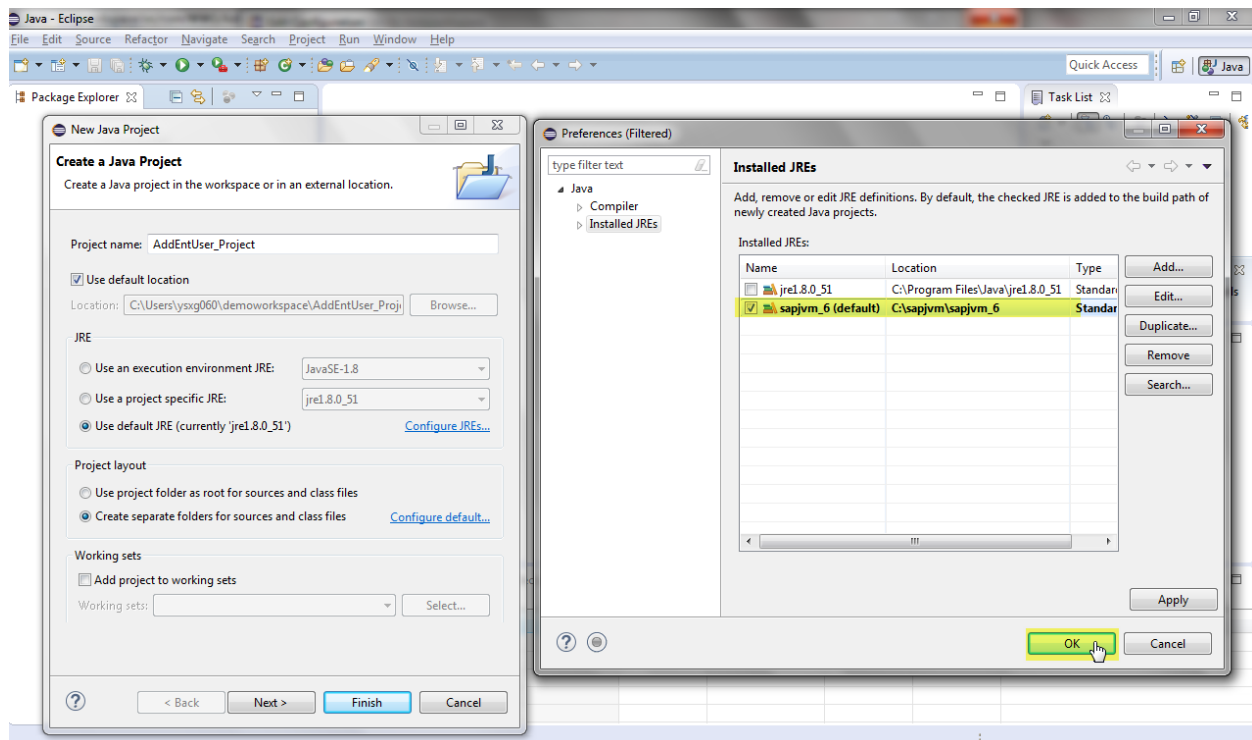 Java - Eclipse
File Edit Source Refactor Navigate Search Project Run Window Help
Quick Access
Java
Package Explorer
Task List
New Java Project
Create a Java Project
Create a Java project in the workspace or in an external location.
Project name: AddEntUser_Project
Use default location
Location: C:\Users\ysxg060\demoworkspace\AddEntUser_Proj Browse...
JRE
Use an execution environment JRE: JavaSE-1.8
Use a project specific JRE: jre1.8.0_51
Use default JRE (currently 'jre1.8.0_51') Configure JREs...
Project layout
Use project folder as root for sources and class files
Create separate folders for sources and class files Configure default...
Working sets
Add project to working sets
Working sets: Select...
< Back Next > Finish Cancel
Preferences (Filtered)
type filter text
Java
Compiler
Installed JREs
Installed JREs
Add, remove or edit JRE definitions. By default, the checked JRE is added to the build path of
newly created Java projects.
Installed JREs:
Name Location Type
jre1.8.0_51 C:\Program Files\Java\jre1.8.0_51 Standar
sapjvm_6 (default) C:\sapjvm\sapjvm_6 Standar
Add...
Edit...
Duplicate...
Remove
Search...
Apply
OK Cancel